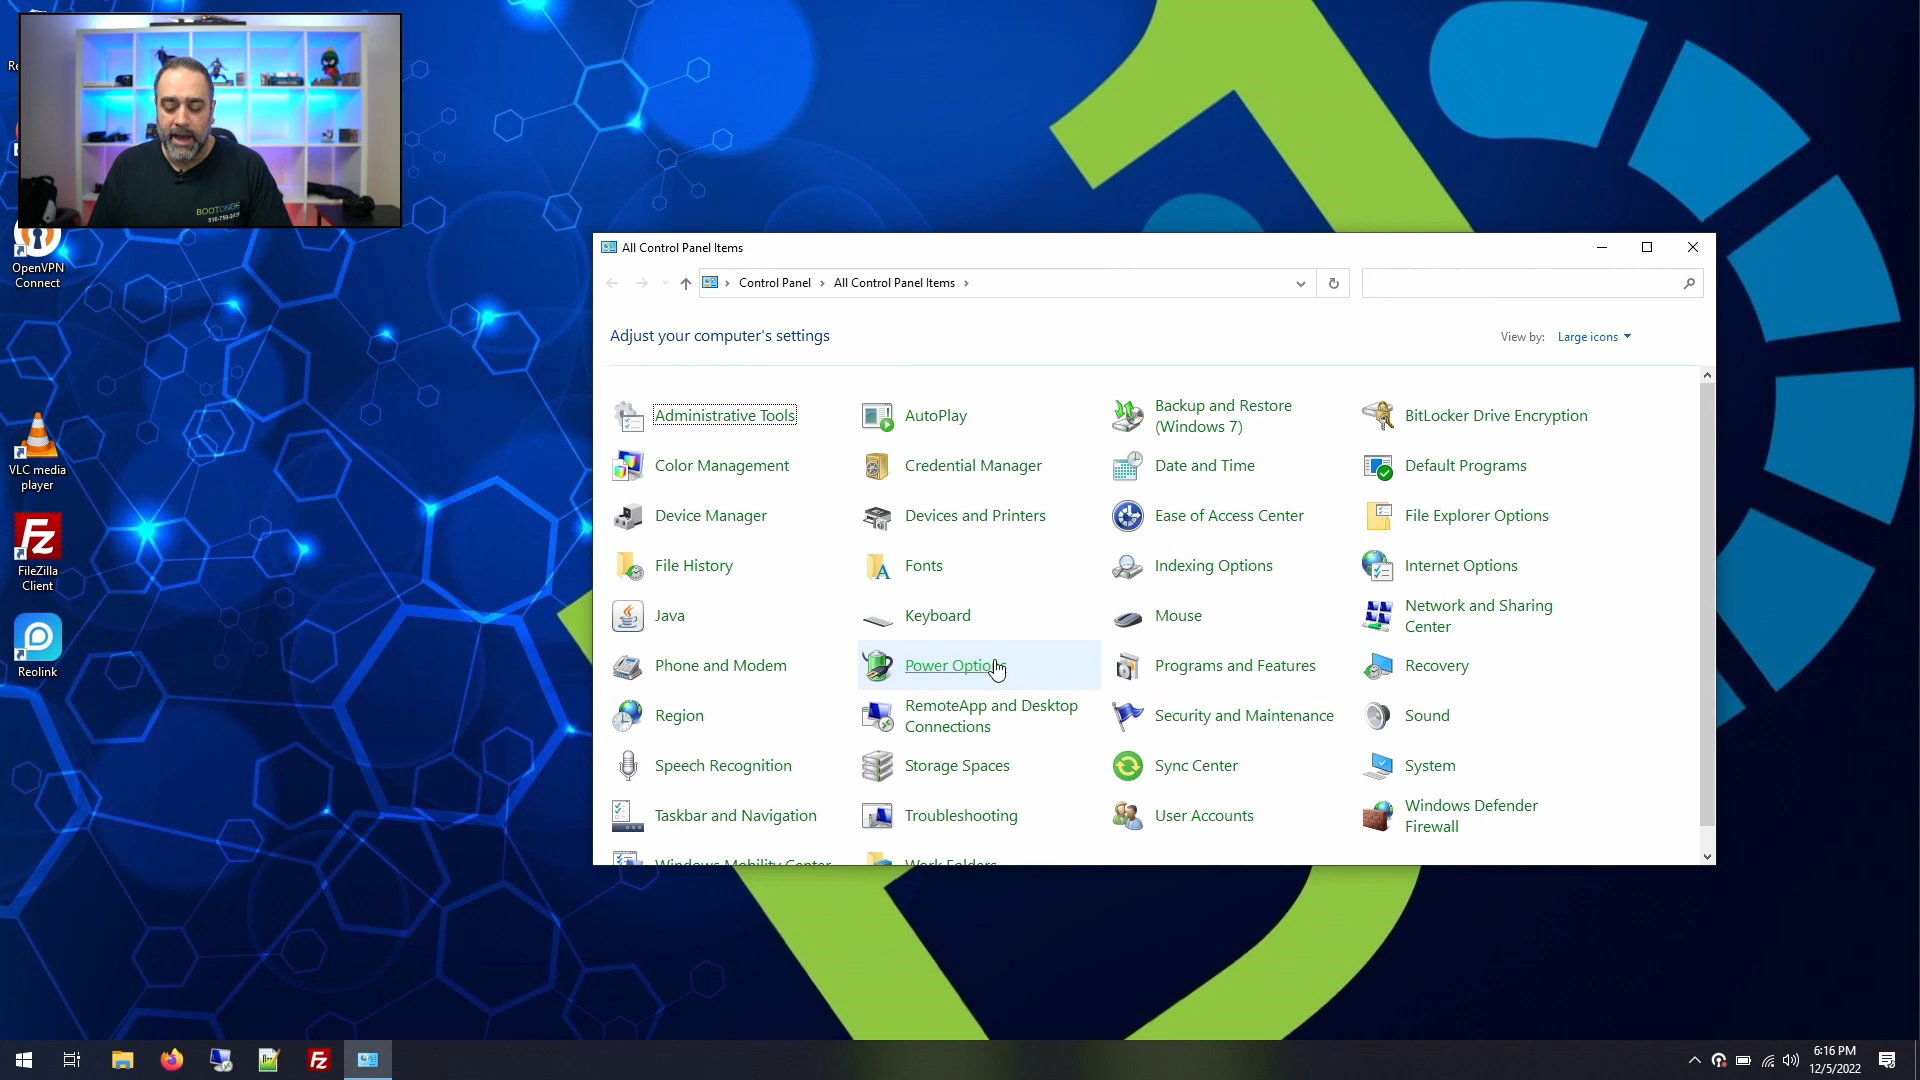 Re
BOOTONGE
OpenVPN
Connect
VLC media
player
FileZilla
Client
Reolink
All Control Panel Items
Control Panel
All Control Panel Items
Adjust your computer's settings
View by:
Large icons
Administrative Tools
AutoPlay
Backup and Restore
(Windows 7)
BitLocker Drive Encryption
Color Management
Credential Manager
Date and Time
Default Programs
Device Manager
Devices and Printers
Ease of Access Center
File Explorer Options
File History
Fonts
Indexing Options
Internet Options
Java
Keyboard
Mouse
Network and Sharing
Center
Phone and Modem
Power Optio
Programs and Features
Recovery
Region
RemoteApp and Desktop
Connections
Security and Maintenance
Sound
Speech Recognition
Storage Spaces
Sync Center
System
Taskbar and Navigation
Troubleshooting
User Accounts
Windows Defender
Firewall
Windows Mobility Center
Work Folders
6:16 PM
12/5/2022